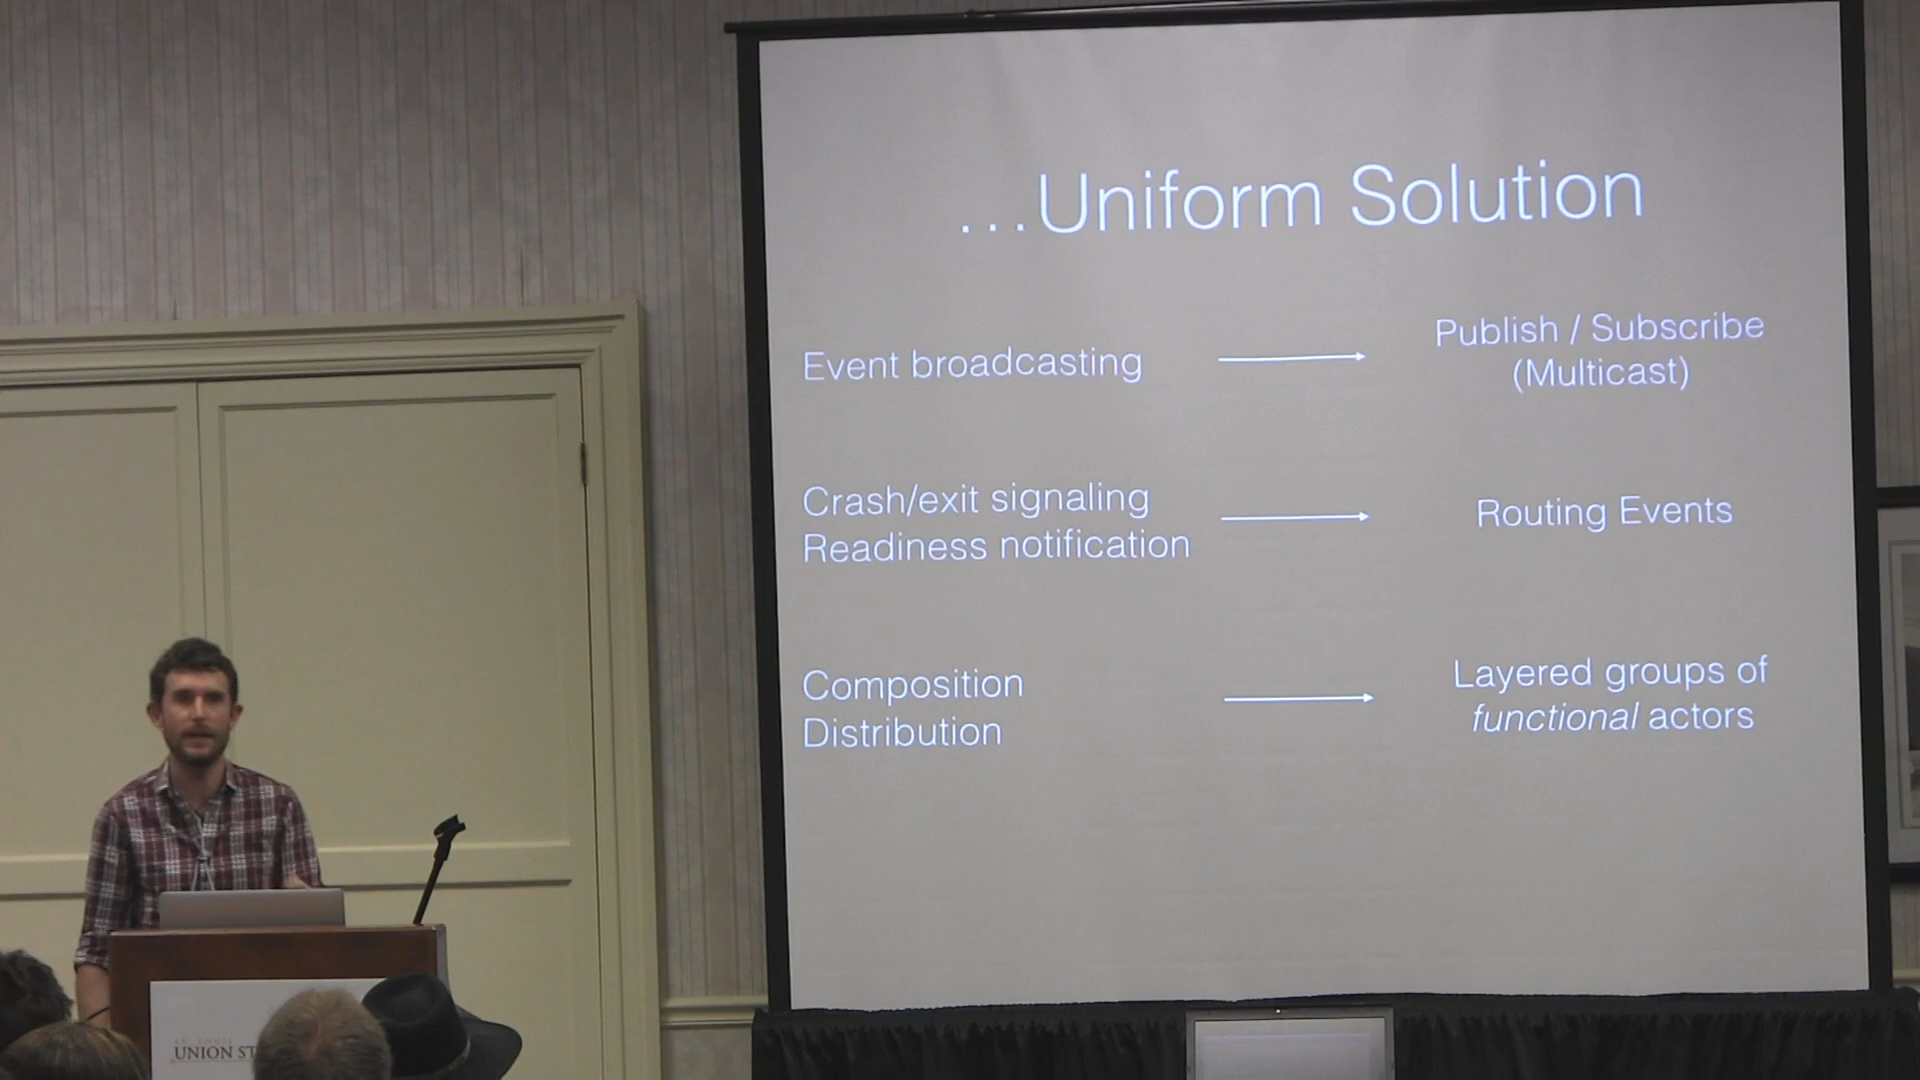 ...Uniform Solution
Event broadcasting
Publish / Subscribe
(Multicast)
Crash/exit signaling
Readiness notification
Routing Events
Composition
Distribution
Layered groups of
functional actors
UNION